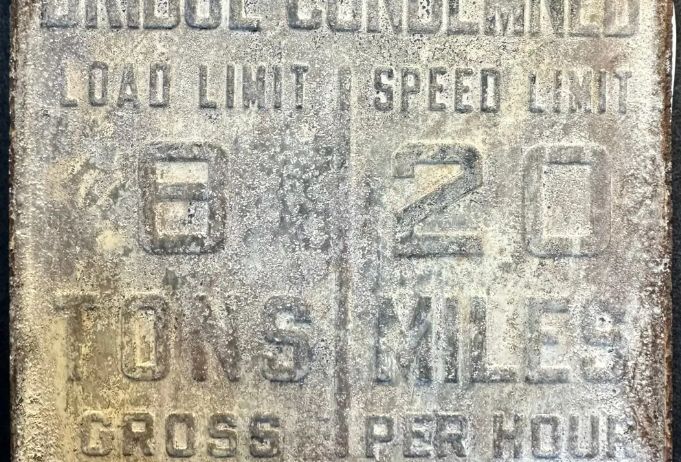 BRIDGE CONDEMNED
LOAD LIMIT
8
TONS
GROSS
SPEED LIMIT
20
MILES
PER HOUR